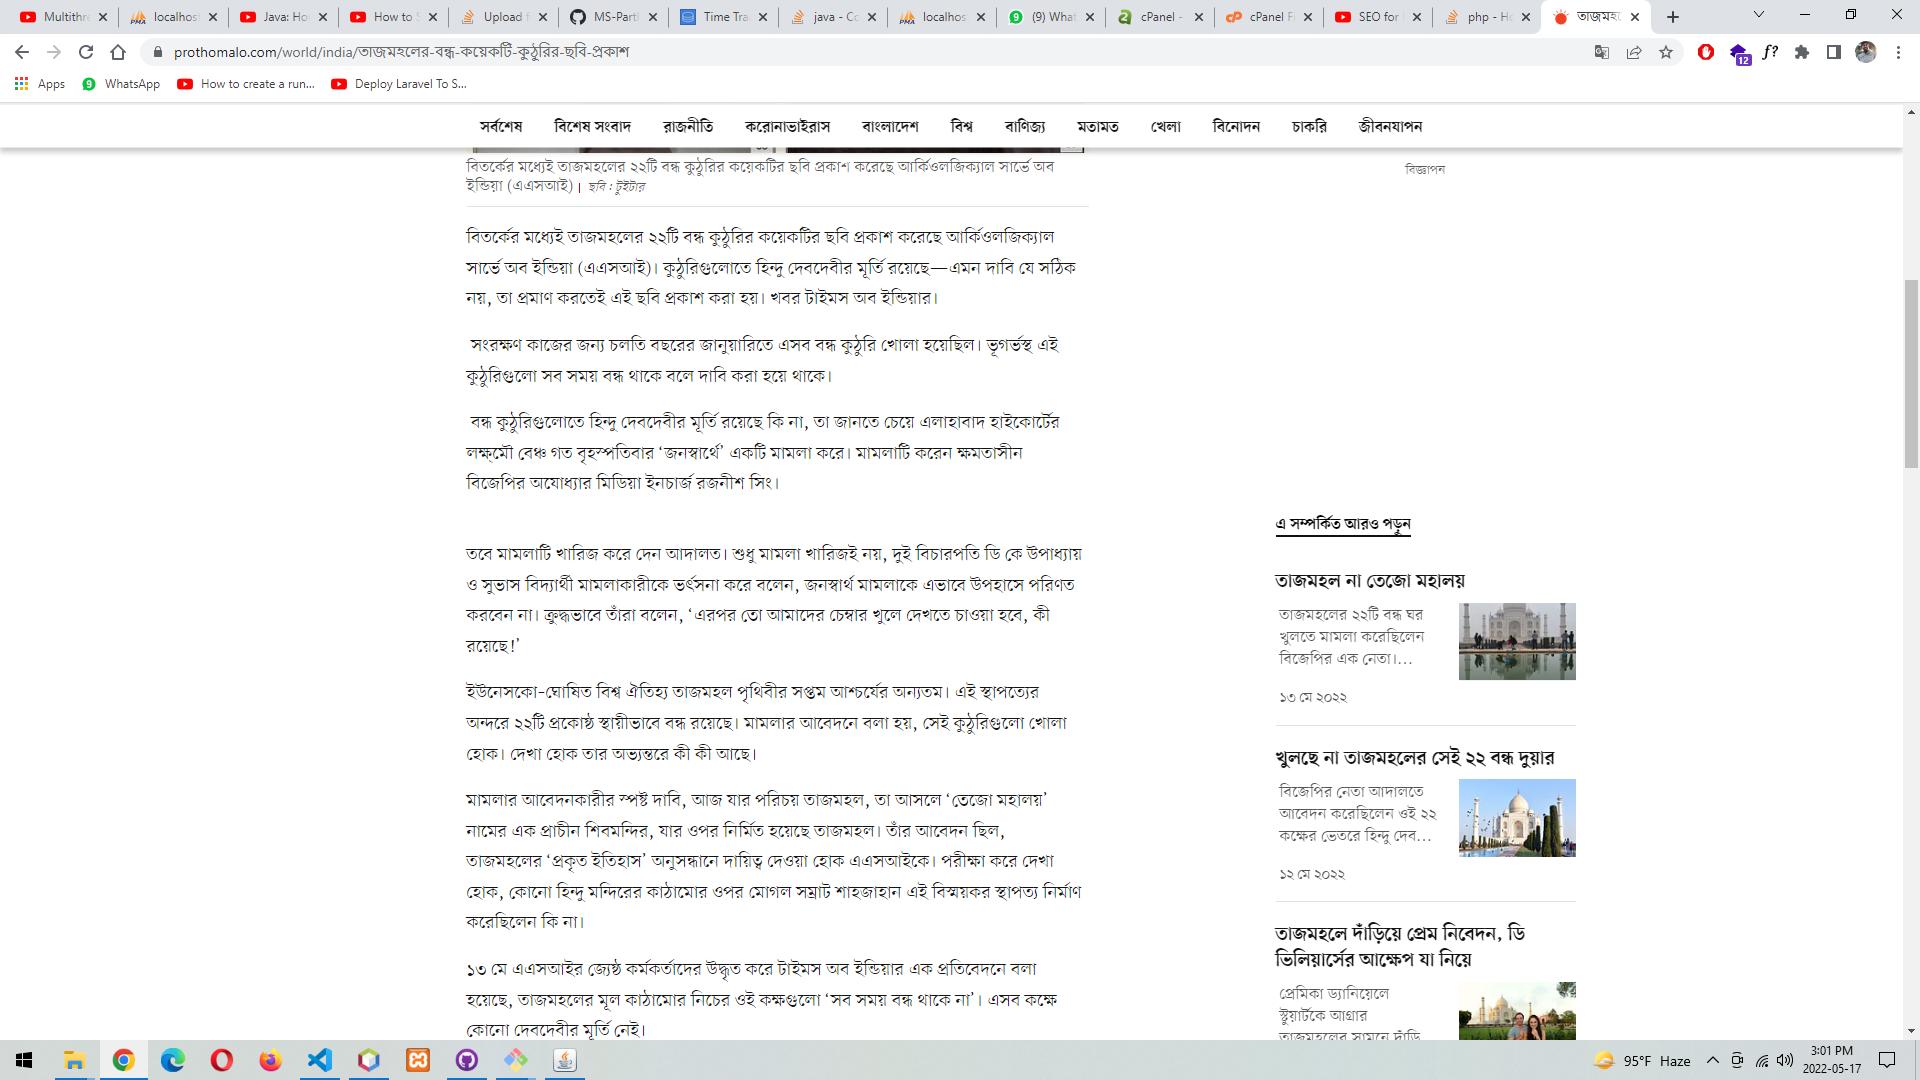 Multithre
localhos
Java: Ho
How to S
Upload f
MS-Parti
Time Tra
java - Co
localhos
(9) What
cPanel -
cPanel Fi
SEO for
php - Ho
তাজমহ
prothomalo.com/world/india/তাজমহলের-বন্ধ-কয়েকটি-কুঠুরির-ছবি-প্রকাশ
12
f?
Apps
WhatsApp
How to create a run...
Deploy Laravel To S...
সর্বশেষ বিশেষ সংবাদ রাজনীতি করোনাভাইরাস বাংলাদেশ বিশ্ব বাণিজ্য মতামত খেলা বিনোদন চাকরি জীবনযাপন
বিতর্কের মধ্যেই তাজমহলের ২২টি বন্ধ কুঠুরির কয়েকটির ছবি প্রকাশ করেছে আর্কিওলজিক্যাল সার্ভে অব
ইন্ডিয়া (এএসআই)। ছবি : টুইটার
বিতর্কের মধ্যেই তাজমহলের ২২টি বন্ধ কুঠুরির কয়েকটির ছবি প্রকাশ করেছে আর্কিওলজিক্যাল
সার্ভে অব ইন্ডিয়া (এএসআই)। কুঠুরিগুলোতে হিন্দু দেবদেবীর মূর্তি রয়েছে—এমন দাবি যে সঠিক
নয়, তা প্রমাণ করতেই এই ছবি প্রকাশ করা হয়। খবর টাইমস অব ইন্ডিয়ার।
সংরক্ষণ কাজের জন্য চলতি বছরের জানুয়ারিতে এসব বন্ধ কুঠুরি খোলা হয়েছিল। ভূগর্ভস্থ এই
কুঠুরিগুলো সব সময় বন্ধ থাকে বলে দাবি করা হয়ে থাকে।
বন্ধ কুঠুরিগুলোতে হিন্দু দেবদেবীর মূর্তি রয়েছে কি না, তা জানতে চেয়ে এলাহাবাদ হাইকোর্টের
লক্ষ্মৌ বেঞ্চ গত বৃহস্পতিবার ‘জনস্বার্থে’ একটি মামলা করে। মামলাটি করেন ক্ষমতাসীন
বিজেপির অযোধ্যার মিডিয়া ইনচার্জ রজনীশ সিং।
তবে মামলাটি খারিজ করে দেন আদালত। শুধু মামলা খারিজই নয়, দুই বিচারপতি ডি কে উপাধ্যায়
ও সুভাস বিদ্যার্থী মামলাকারীকে ভর্ৎসনা করে বলেন, জনস্বার্থ মামলাকে এভাবে উপহাসে পরিণত
করবেন না। ক্রুদ্ধভাবে তাঁরা বলেন, ‘এরপর তো আমাদের চেম্বার খুলে দেখতে চাওয়া হবে, কী
রয়েছে!’
ইউনেসকো-ঘোষিত বিশ্ব ঐতিহ্য তাজমহল পৃথিবীর সপ্তম আশ্চর্যের অন্যতম। এই স্থাপত্যের
অন্দরে ২২টি প্রকোষ্ঠ স্থায়ীভাবে বন্ধ রয়েছে। মামলার আবেদনে বলা হয়, সেই কুঠুরিগুলো খোলা
হোক। দেখা হোক তার অভ্যন্তরে কী কী আছে।
মামলার আবেদনকারীর স্পষ্ট দাবি, আজ যার পরিচয় তাজমহল, তা আসলে ‘তেজো মহালয়’
নামের এক প্রাচীন শিবমন্দির, যার ওপর নির্মিত হয়েছে তাজমহল। তাঁর আবেদন ছিল,
তাজমহলের ‘প্রকৃত ইতিহাস’ অনুসন্ধানে দায়িত্ব দেওয়া হোক এএসআইকে। পরীক্ষা করে দেখা
হোক, কোনো হিন্দু মন্দিরের কাঠামোর ওপর মোগল সম্রাট শাহজাহান এই বিস্ময়কর স্থাপত্য নির্মাণ
করেছিলেন কি না।
১৩ মে এএসআইর জ্যেষ্ঠ কর্মকর্তাদের উদ্ধৃত করে টাইমস অব ইন্ডিয়ার এক প্রতিবেদনে বলা
হয়েছে, তাজমহলের মূল কাঠামোর নিচের ওই কক্ষগুলো ‘সব সময় বন্ধ থাকে না’। এসব কক্ষে
কোনো দেবদেবীর মূর্তি নেই।
বিজ্ঞাপন
এ সম্পর্কিত আরও পড়ুন
তাজমহল না তেজো মহালয়
তাজমহলের ২২টি বন্ধ ঘর
খুলতে মামলা করেছিলেন
বিজেপির এক নেতা।...
১৩ মে ২০২২
খুলছে না তাজমহলের সেই ২২ বন্ধ দুয়ার
বিজেপির নেতা আদালতে
আবেদন করেছিলেন ওই ২২
কক্ষের ভেতরে হিন্দু দেব...
১২ মে ২০২২
তাজমহলে দাঁড়িয়ে প্রেম নিবেদন, ডি
ভিলিয়ার্সের আক্ষেপ যা নিয়ে
প্রেমিকা ড্যানিয়েলে
স্টুয়ার্টকে আগ্রার
তাজমহলের সামনে দাঁড়ি
95°F Haze
3:01 PM
2022-05-17